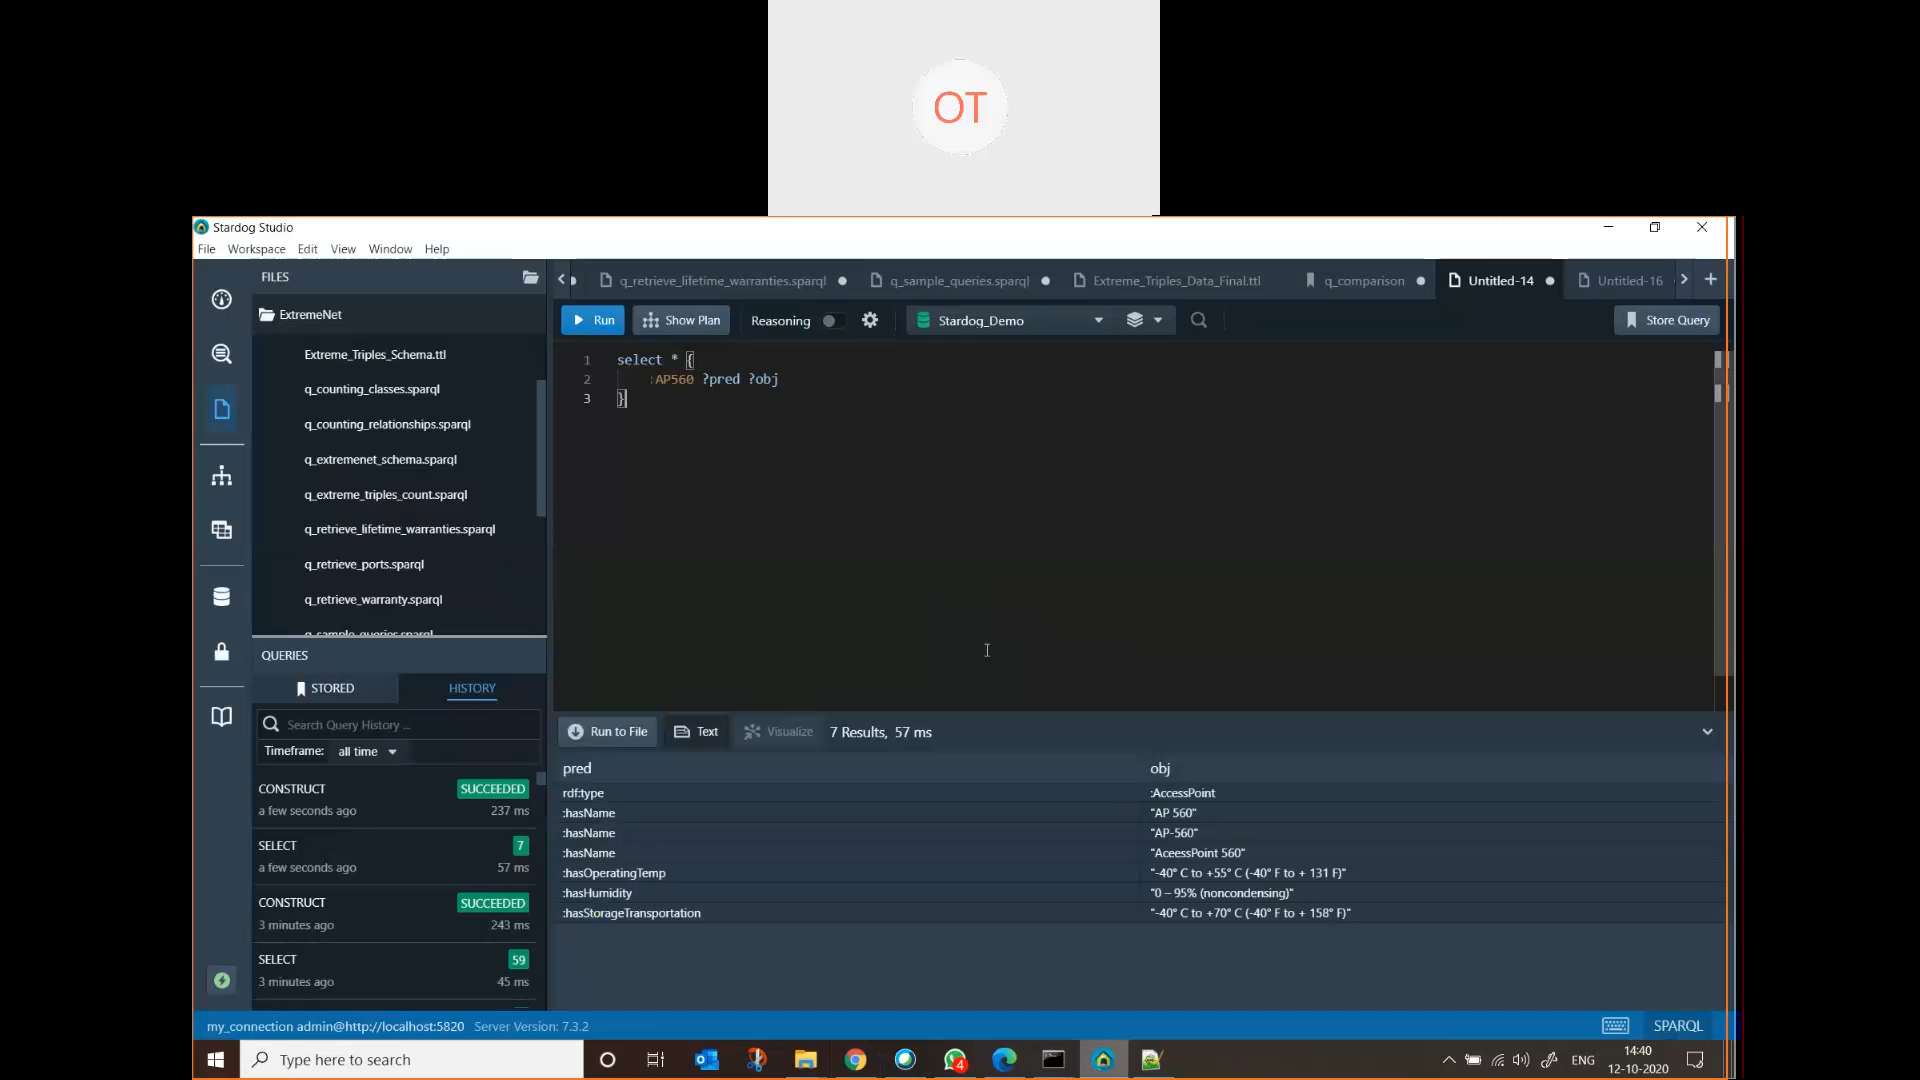 OT
Stardog Studio
File Workspace Edit View Window Help
FILES
q_retrieve_lifetime_warranties.sparql
q_sample_queries.sparql
Extreme_Triples_Data_Final.ttl
q_comparison
Untitled-14
Untitled-16
ExtremeNet
Run
Show Plan
Reasoning
Stardog_Demo
Store Query
Extreme_Triples_Schema.ttl
q_counting_classes.sparql
q_counting_relationships.sparql
q_extremenet_schema.sparql
q_extreme_triples_count.sparql
q_retrieve_lifetime_warranties.sparql
q_retrieve_ports.sparql
q_retrieve_warranty.sparql
q_sample_queries.sparql
1 select * {
2 :AP560 ?pred ?obj
3 }
QUERIES
STORED
HISTORY
Search Query History ...
Timeframe: all time
CONSTRUCT SUCCEEDED
a few seconds ago 237 ms
SELECT 7
a few seconds ago 57 ms
CONSTRUCT SUCCEEDED
3 minutes ago 243 ms
SELECT 59
3 minutes ago 45 ms
Run to File
Text
Visualize
7 Results, 57 ms
pred obj
rdf:type :AccessPoint
:hasName "AP 560"
:hasName "AP-560"
:hasName "AceessPoint 560"
:hasOperatingTemp "-40° C to +55° C (-40° F to + 131 F)"
:hasHumidity "0 – 95% (noncondensing)"
:hasStorageTransportation "-40° C to +70° C (-40° F to + 158° F)"
my_connection admin@http://localhost:5820 Server Version: 7.3.2
SPARQL
Type here to search
4
ENG
14:40
12-10-2020